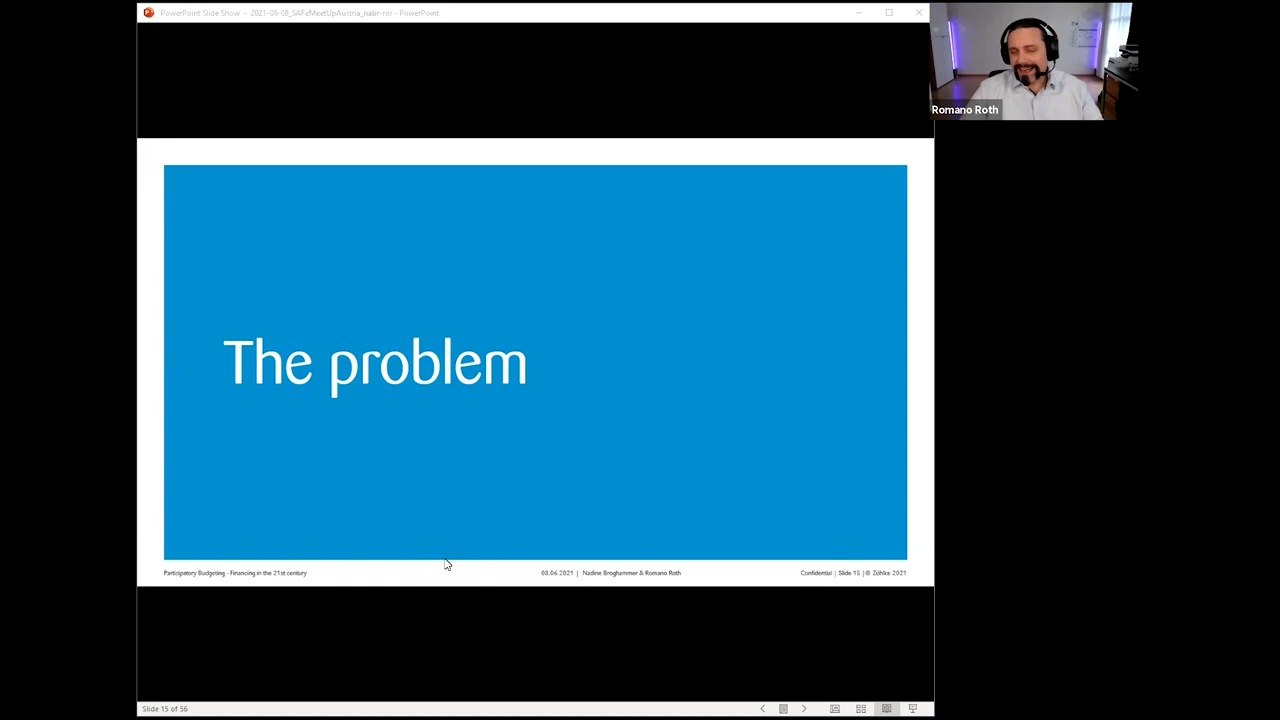 PowerPoint Slide Show - 2021-06-08_SAFeMeetUpAustria_nabr-ror - PowerPoint
Romano Roth
The problem
Participatory Budgeting - Financing in the 21st century
08.06.2021 | Nadine Broghammer & Romano Roth
Confidential | Slide 15 | © Zühlke 2021
Slide 15 of 56